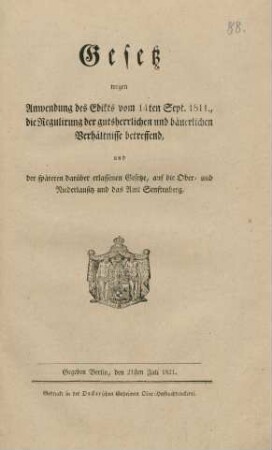 88.
Gesetz
wegen
Anwendung des Edikts vom 14ten Sept. 1811.,
die Regulirung der gutsherrlichen und bäuerlichen
Verhältnisse betreffend,
und
der späteren darüber erlassenen Gesetze, auf die Ober- und
Niederlausitz und das Amt Senftenberg.
Gegeben Berlin, den 21sten Juli 1821.
Gedruckt in der Deckerschen Geheimen Ober-Hofbuchdruckerei.